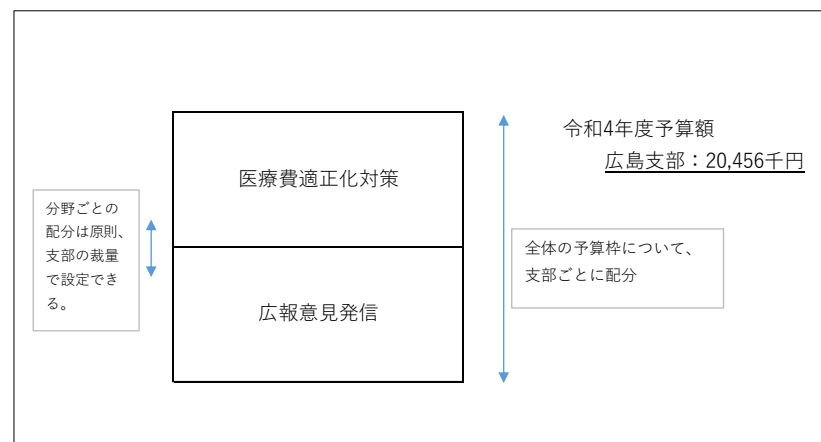 令和4年度予算額
広島支部：20,456千円
医療費適正化対策
分野ごとの
配分は原則、
支部の裁量
で設定でき
る。
全体の予算枠について、
支部ごとに配分
広報意見発信